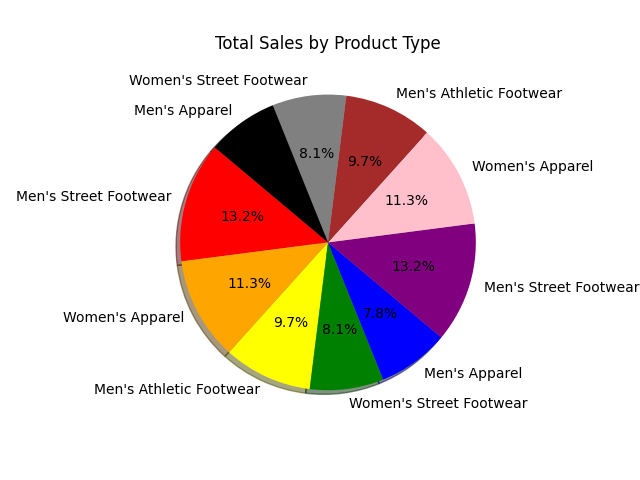 Total Sales by Product Type
Women's Street Footwear
Men's Athletic Footwear
Men's Apparel
8.1%
9.7%
Women's Apparel
Men's Street Footwear
13.2%
11.3%
13.2%
11.3%
Men's Street Footwear
Women's Apparel
9.7%
8.1%
7.8%
Men's Athletic Footwear
Men's Apparel
Women's Street Footwear